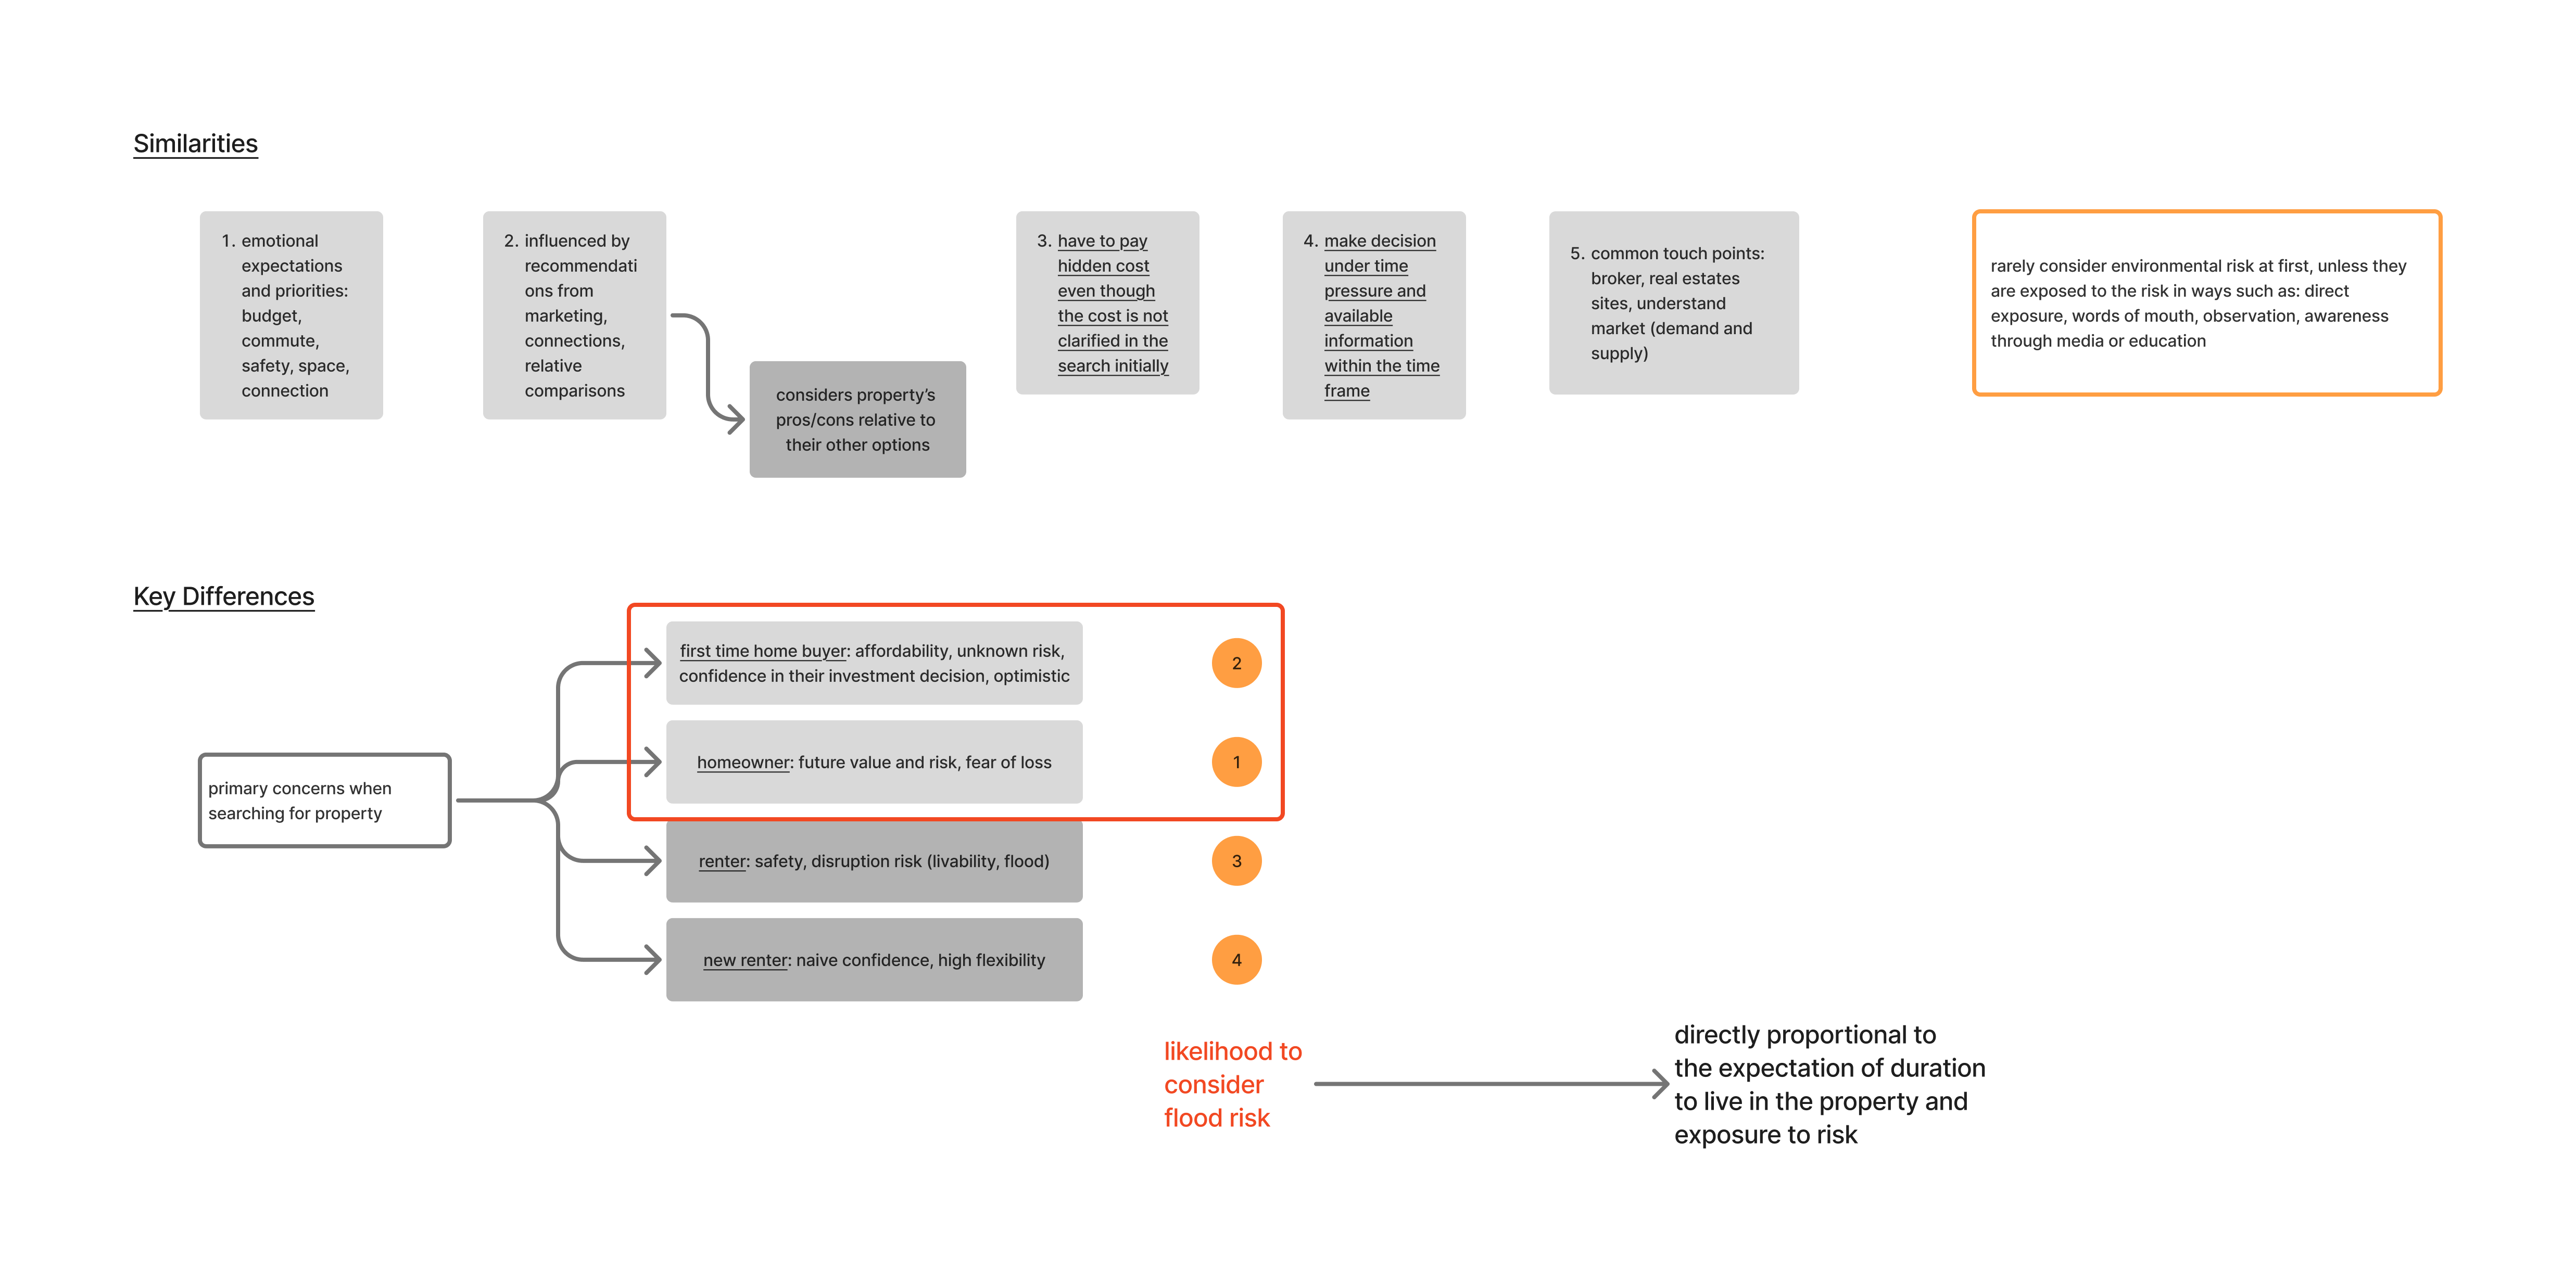 Similarities
1. emotional
expectations
and priorities:
budget,
commute,
safety, space,
connection
2. influenced by
recommendati
ons from
marketing,
connections,
relative
comparisons
considers property’s
pros/cons relative to
their other options
3. have to pay
hidden cost
even though
the cost is not
clarified in the
search initially
4. make decision
under time
pressure and
available
information
within the time
frame
5. common touch points:
broker, real estates
sites, understand
market (demand and
supply)
rarely consider environmental risk at first, unless they
are exposed to the risk in ways such as: direct
exposure, words of mouth, observation, awareness
through media or education
Key Differences
primary concerns when
searching for property
first time home buyer: affordability, unknown risk,
confidence in their investment decision, optimistic
2
homeowner: future value and risk, fear of loss
1
renter: safety, disruption risk (livability, flood)
3
new renter: naive confidence, high flexibility
4
likelihood to
consider
flood risk
directly proportional to
the expectation of duration
to live in the property and
exposure to risk